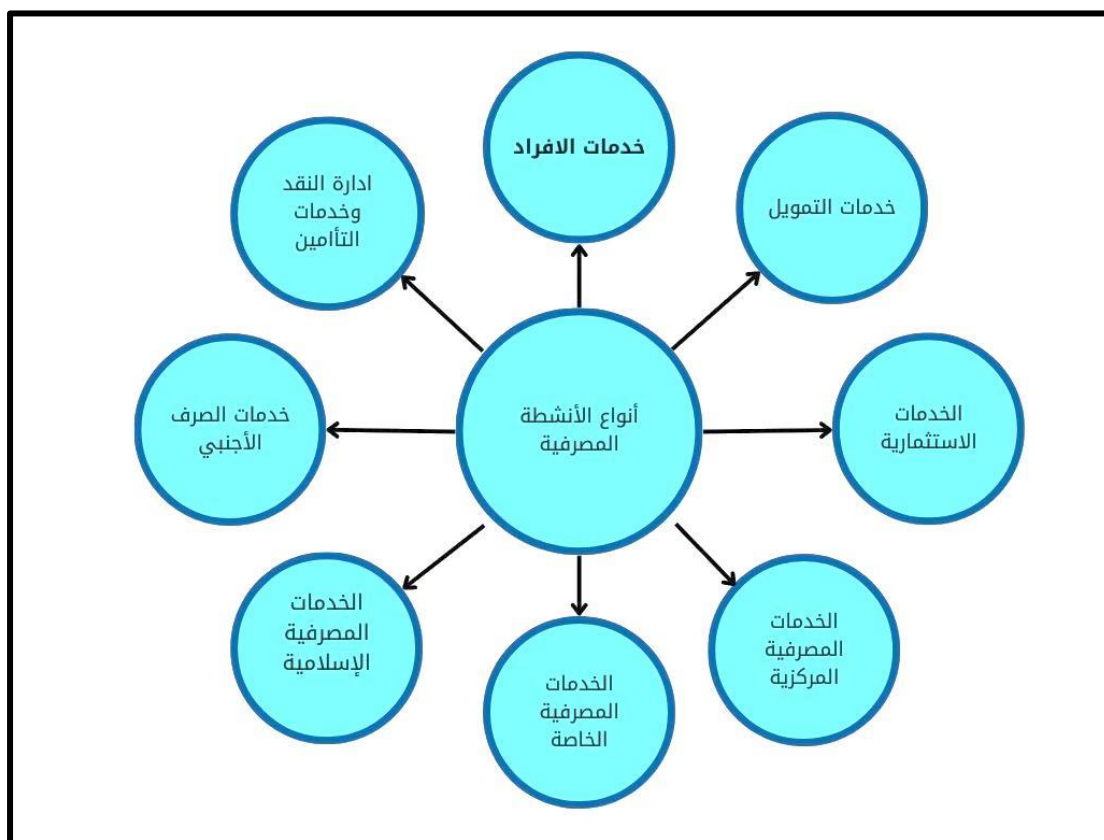 خدمات الافراد
خدمات التمويل
ادارة النقد
وخدمات
التأامين
أنواع الأنشطة
المصرفية
الخدمات
الاستثمارية
خدمات الصرف
الأجنبي
الخدمات
المصرفية
المركزية
الخدمات
المصرفية
الإسلامية
الخدمات
المصرفية
الخاصة